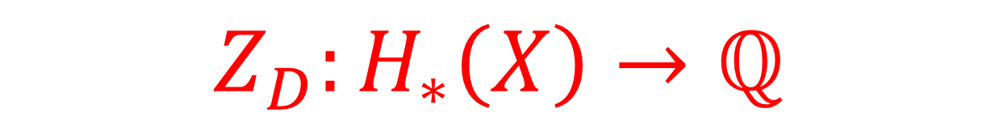 Z_D: H_*(X) → ℚ